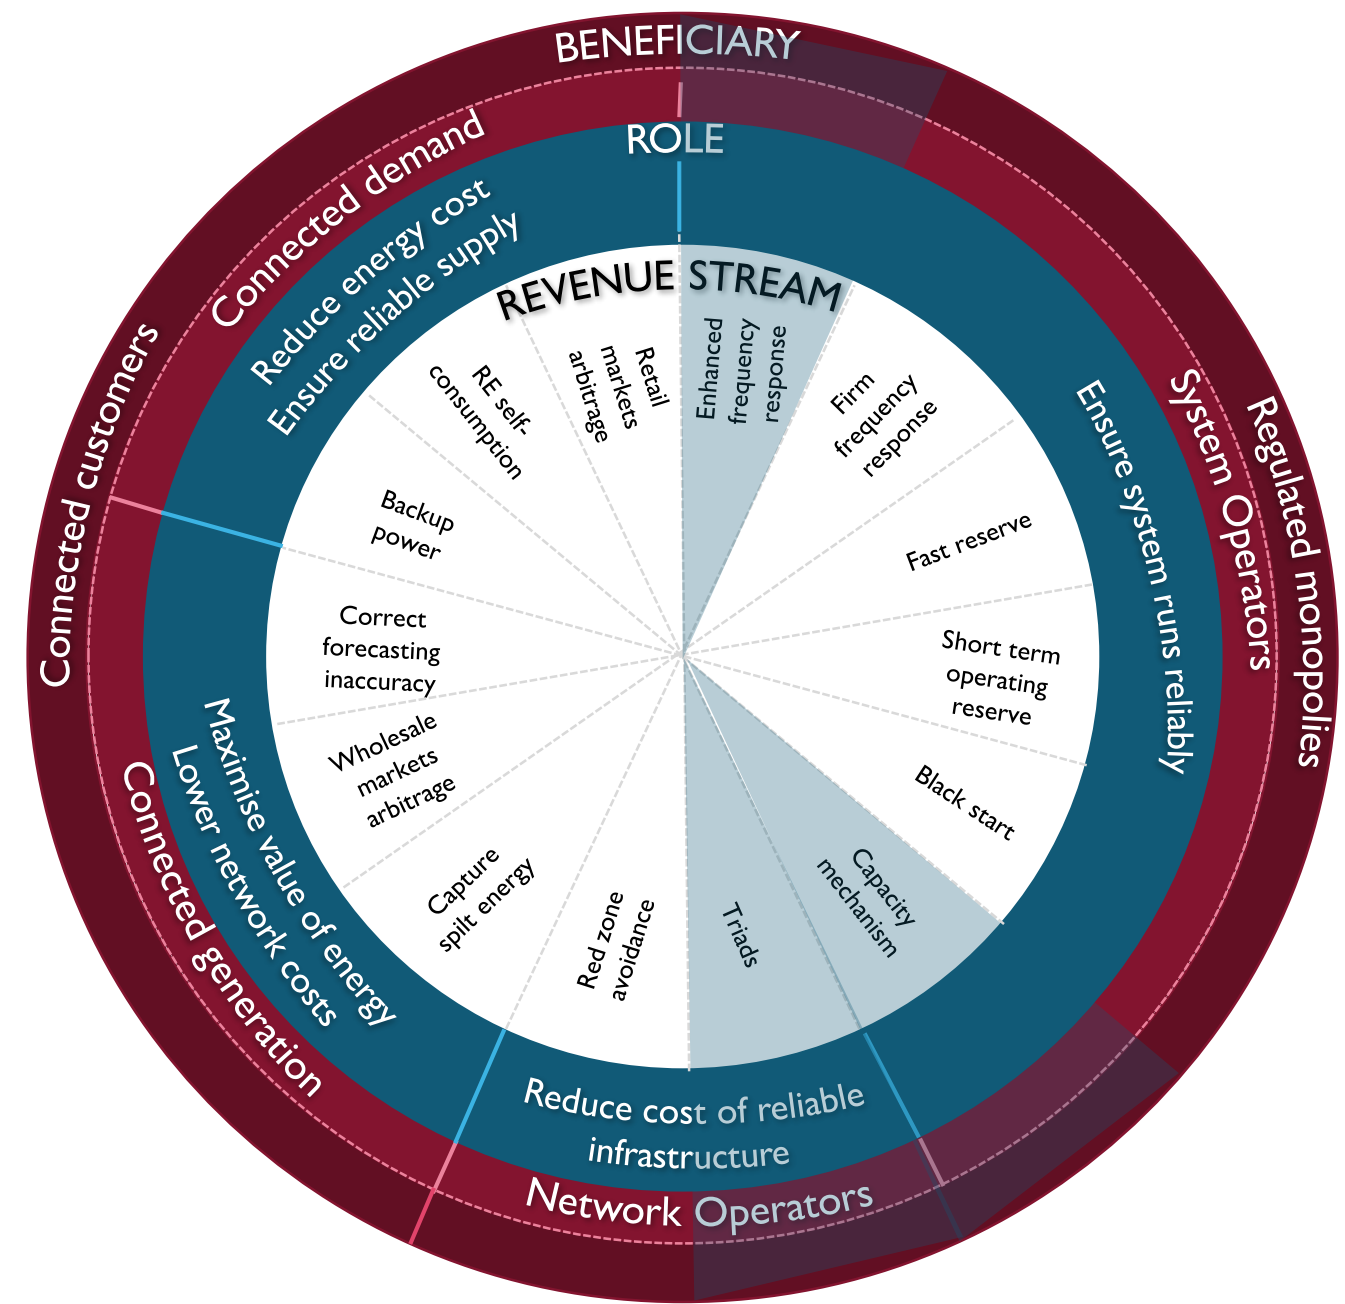 BENEFICIARY
ROLE
REVENUE STREAM
Connected customers
Regulated monopolies
Connected demand
System Operators
Network Operators
Connected generation
Reduce energy cost
Ensure reliable supply
Ensure system runs reliably
Reduce cost of reliable
infrastructure
Maximise value of energy
Lower network costs
Enhanced
frequency
response
Firm
frequency
response
Fast reserve
Short term
operating
reserve
Black start
Capacity
mechanism
Triads
Red zone
avoidance
Capture
spilt energy
Wholesale
markets
arbitrage
Correct
forecasting
inaccuracy
Backup
power
RE self-
consumption
Retail
markets
arbitrage